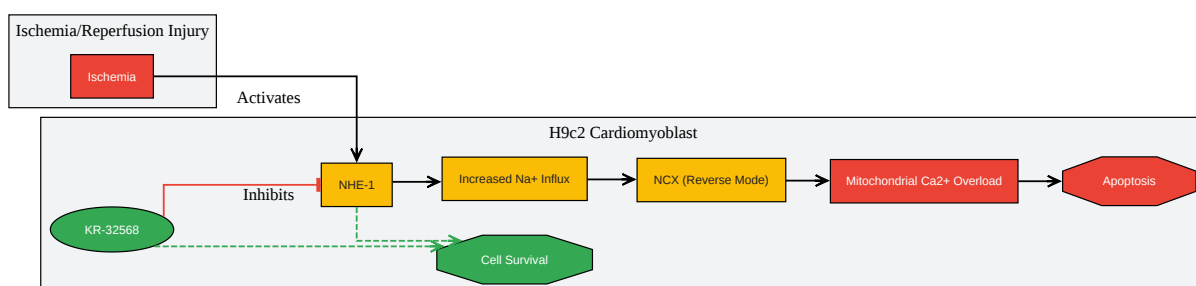 Ischemia/Reperfusion Injury
Ischemia
Activates
H9c2 Cardiomyoblast
NHE-1
Increased Na+ Influx
NCX (Reverse Mode)
Mitochondrial Ca2+ Overload
Apoptosis
Inhibits
KR-32568
Cell Survival